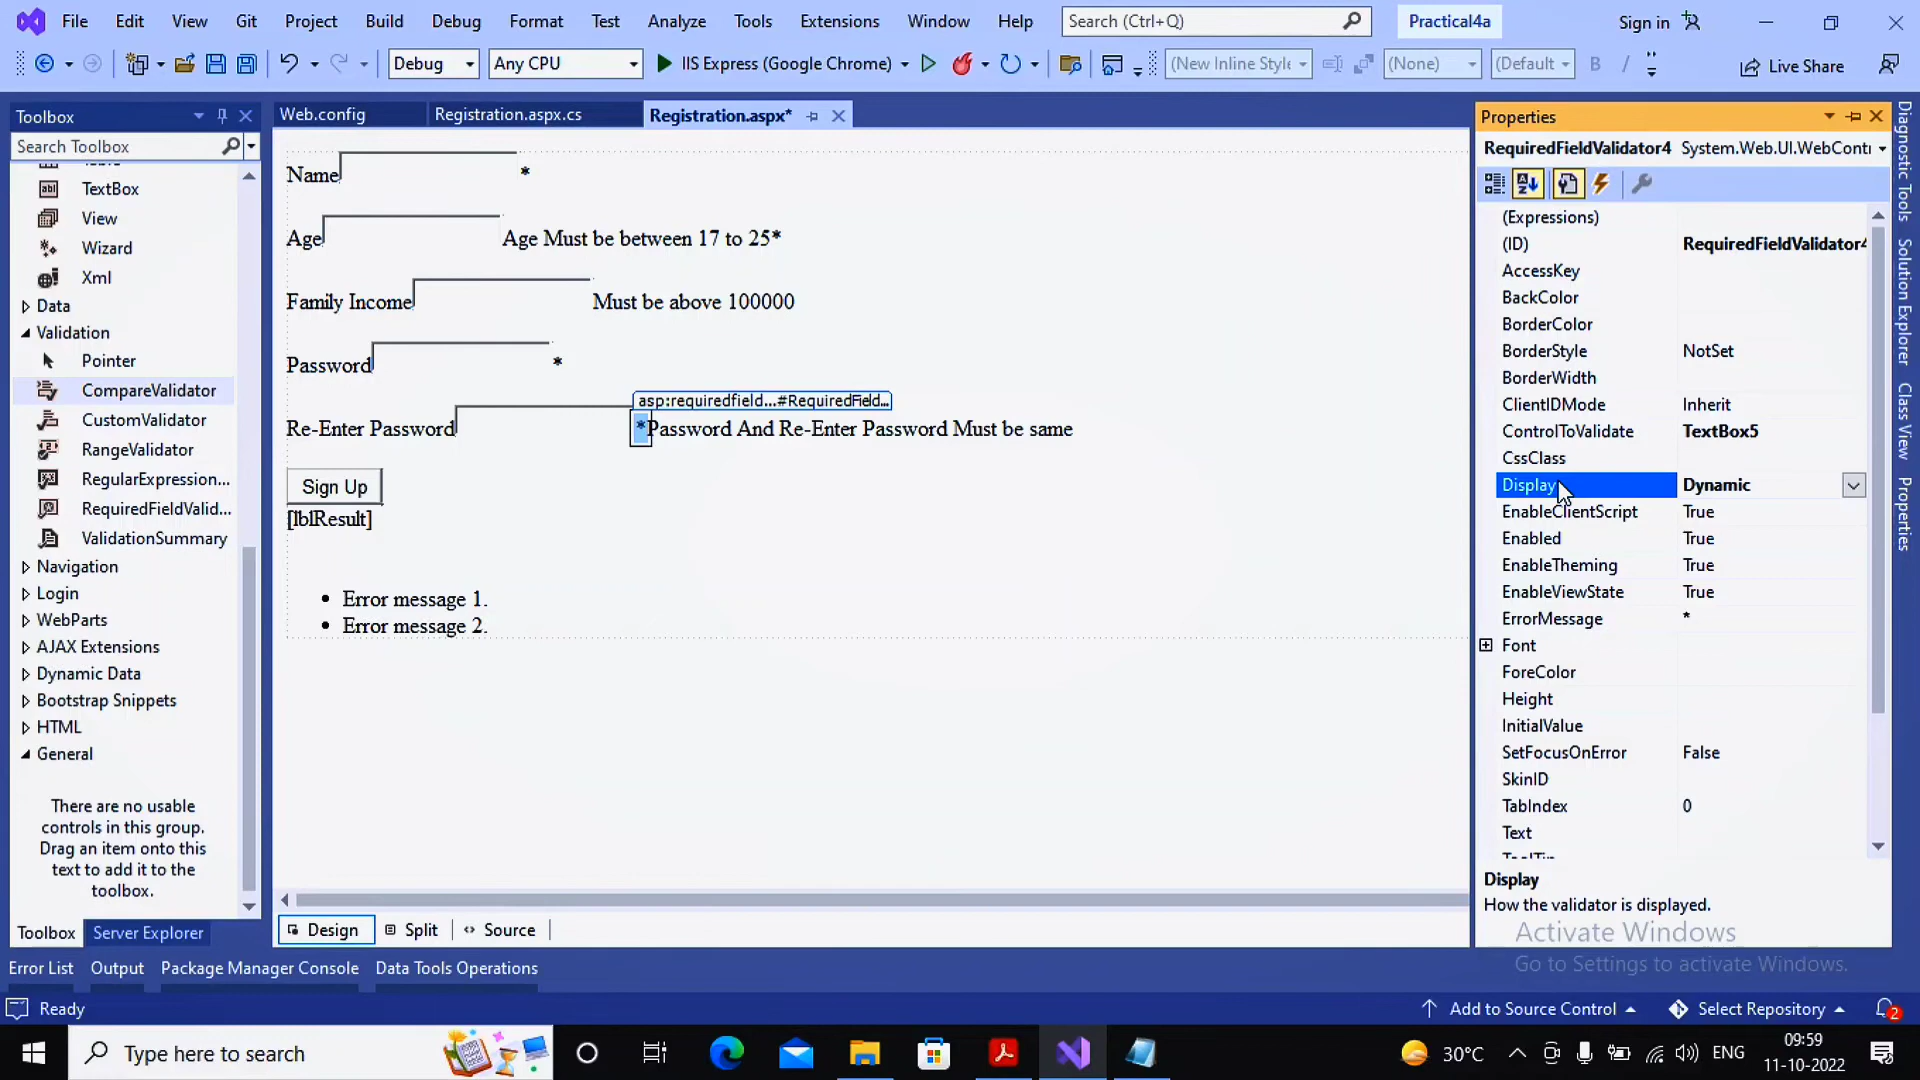 File Edit View Git Project Build Debug Format Test Analyze Tools Extensions Window Help Search (Ctrl+Q) Practical4a Sign in
Debug Any CPU IIS Express (Google Chrome) (New Inline Style (None) (Default B I Live Share
Toolbox
Search Toolbox
TextBox
View
Wizard
Xml
Data
Validation
Pointer
CompareValidator
CustomValidator
RangeValidator
RegularExpression...
RequiredFieldValid...
ValidationSummary
Navigation
Login
WebParts
AJAX Extensions
Dynamic Data
Bootstrap Snippets
HTML
General
There are no usable
controls in this group.
Drag an item onto this
text to add it to the
toolbox.
Toolbox Server Explorer
Web.config Registration.aspx.cs Registration.aspx*
Name *
Age Age Must be between 17 to 25*
Family Income Must be above 100000
Password *
asp:requiredfield...#RequiredField...
Re-Enter Password *Password And Re-Enter Password Must be same
Sign Up
[lblResult]
• Error message 1.
• Error message 2.
Design Split Source
Properties
RequiredFieldValidator4 System.Web.UI.WebContr
(Expressions)
(ID) RequiredFieldValidator4
AccessKey
BackColor
BorderColor
BorderStyle NotSet
BorderWidth
ClientIDMode Inherit
ControlToValidate TextBox5
CssClass
Display Dynamic
EnableClientScript True
Enabled True
EnableTheming True
EnableViewState True
ErrorMessage *
Font
ForeColor
Height
InitialValue
SetFocusOnError False
SkinID
TabIndex 0
Text
ToolTip
Display
How the validator is displayed.
Activate Windows
Go to Settings to activate Windows.
Diagnostic Tools
Solution Explorer
Class View
Properties
Error List Output Package Manager Console Data Tools Operations
Ready Add to Source Control Select Repository 2
Type here to search 30°C ENG 09:59
11-10-2022